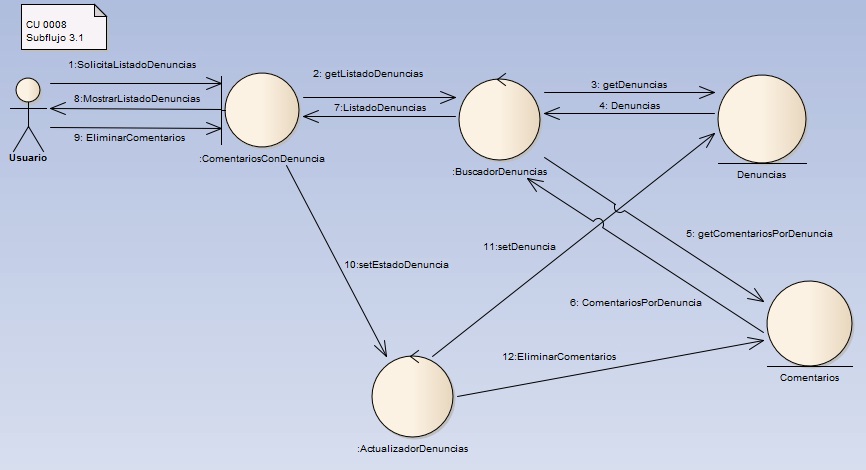 CU 0008
Subflujo 3.1
1:SolicitaListadoDenuncias
2: getListadoDenuncias
3: getDenuncias
8:MostrarListadoDenuncias
7:ListadoDenuncias
4: Denuncias
9: EliminarComentarios
Usuario
:ComentariosConDenuncia
:BuscadorDenuncias
Denuncias
5: getComentariosPorDenuncia
11:setDenuncia
10:setEstadoDenuncia
6: ComentariosPorDenuncia
12:EliminarComentarios
Comentarios
:ActualizadorDenuncias